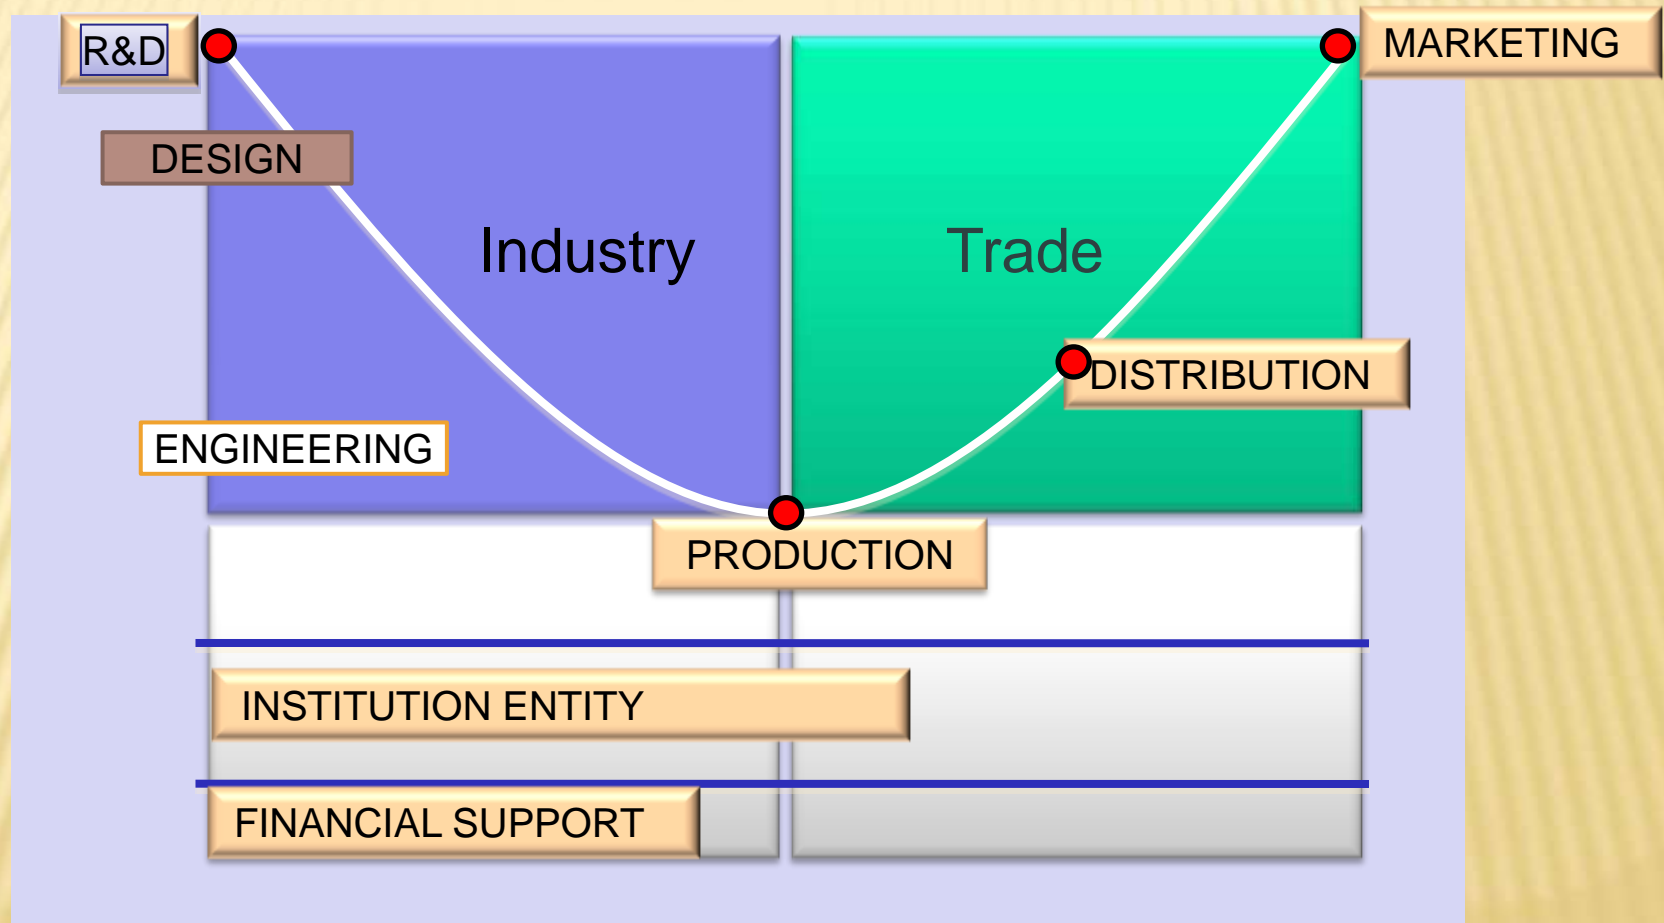 R&D
MARKETING
DESIGN
Industry
Trade
DISTRIBUTION
ENGINEERING
PRODUCTION
INSTITUTION ENTITY
FINANCIAL SUPPORT